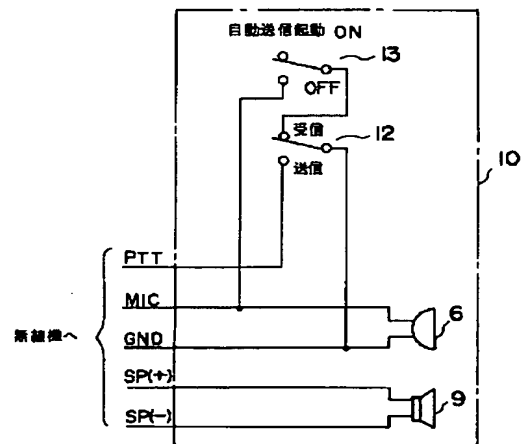 自動送信起動 ON
13
OFF
受信
12
送信
10
PTT
MIC
6
GND
無線機へ
SP(+)
9
SP(-)